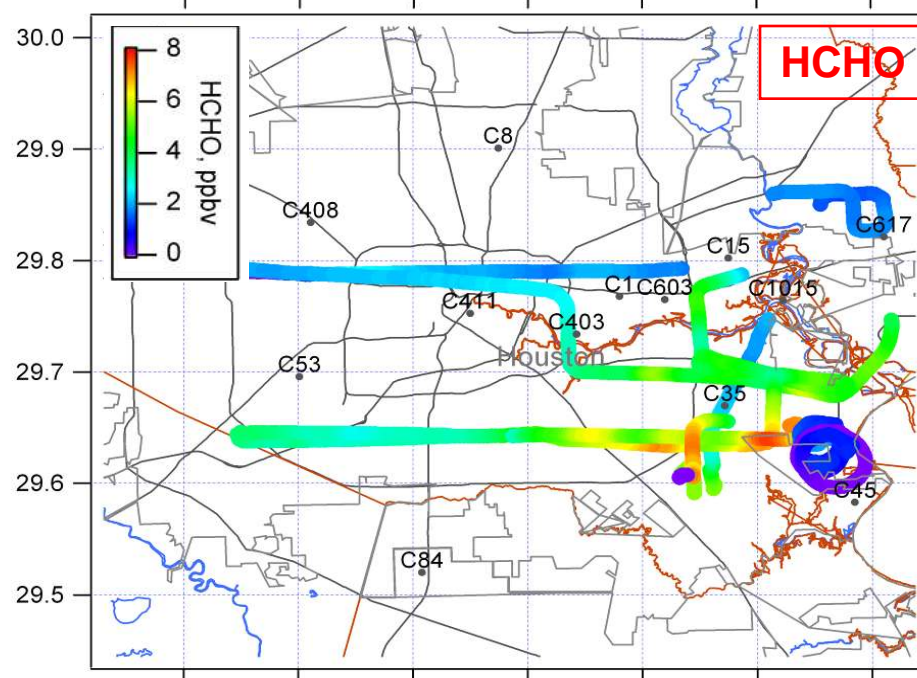 HCHO
30.0
29.9
29.8
29.7
29.6
29.5
8
6
4
2
0
HCHO, ppbv
C8
C408
C617
C15
C1
C603
C1015
C411
C403
Houston
C53
C35
C45
C84